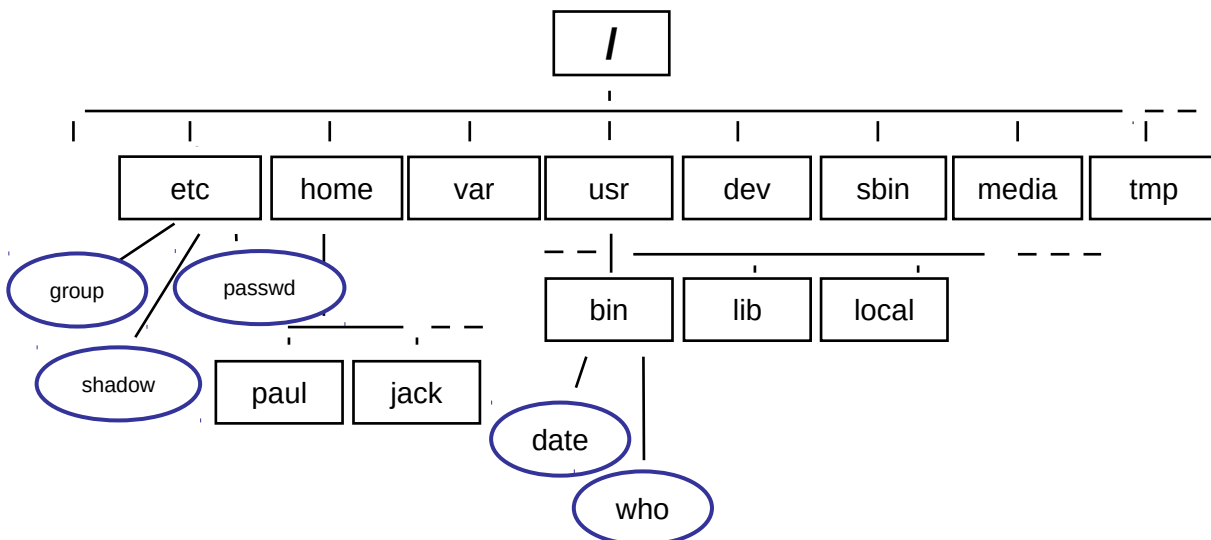 /
etc home var usr dev sbin media tmp
group passwd bin lib local
shadow paul jack
date
who